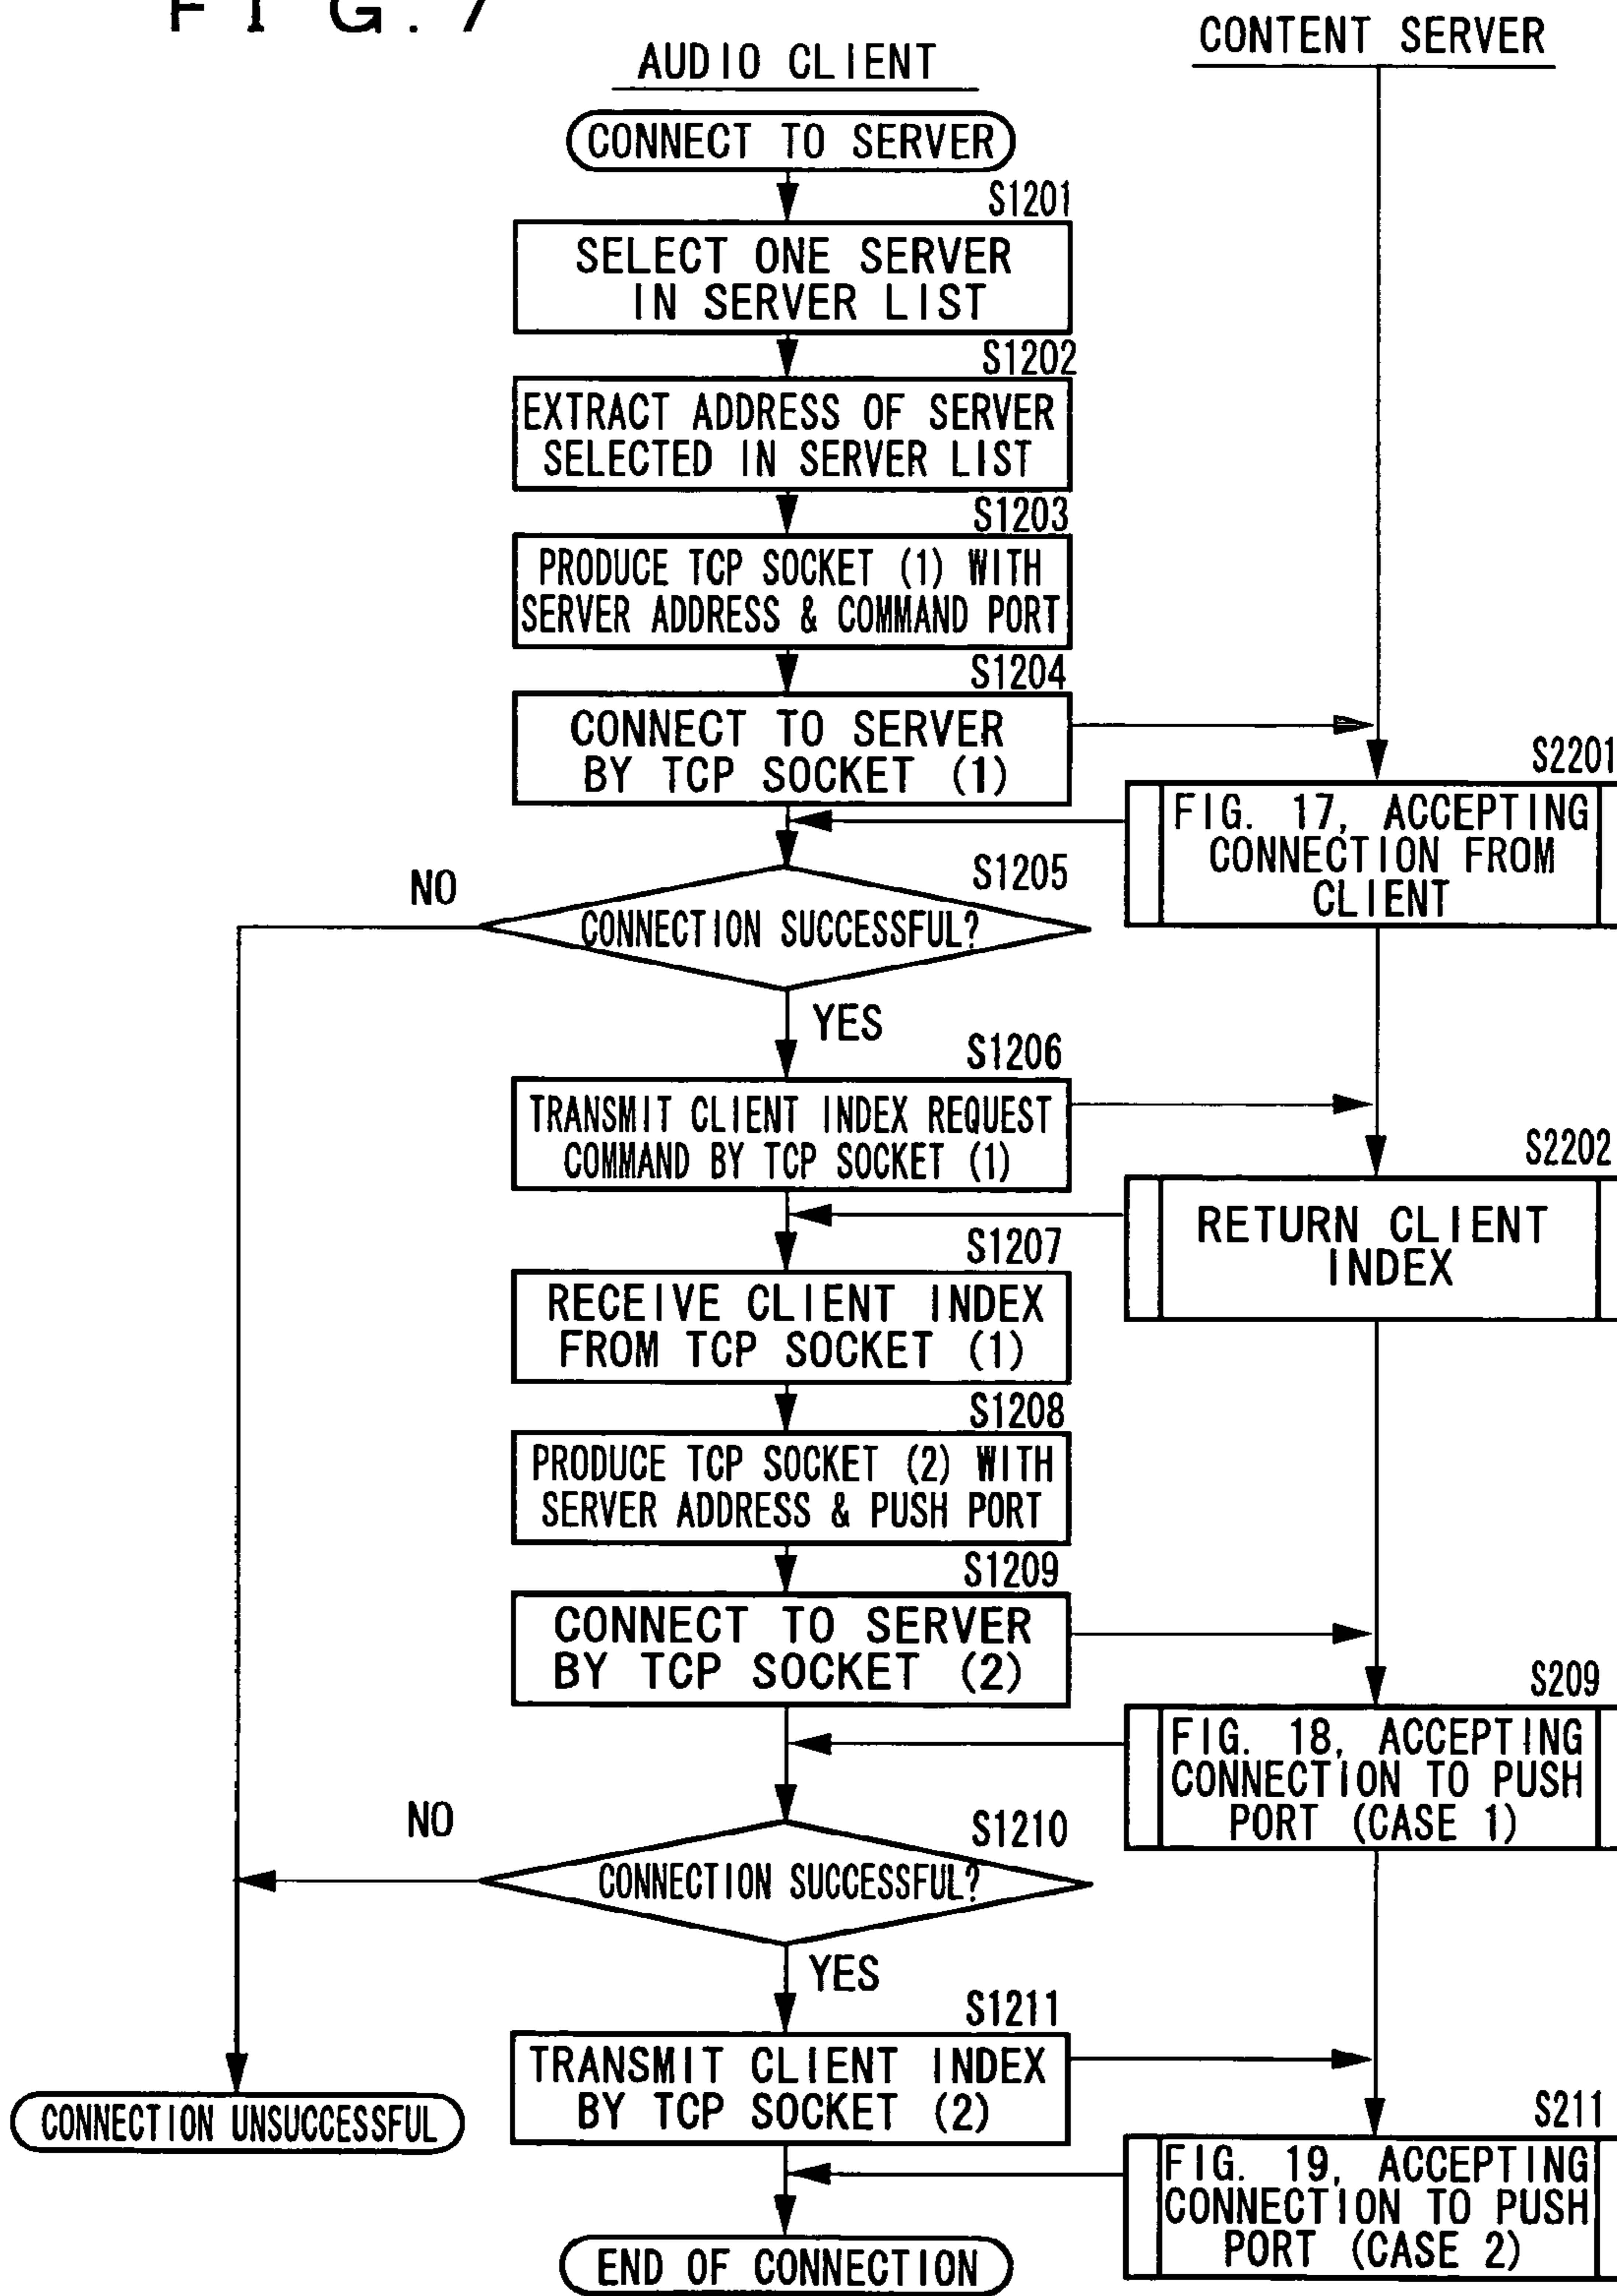 FIG. 7
AUDIO CLIENT
CONTENT SERVER
CONNECT TO SERVER
S1201
SELECT ONE SERVER
IN SERVER LIST
S1202
EXTRACT ADDRESS OF SERVER
SELECTED IN SERVER LIST
S1203
PRODUCE TCP SOCKET (1) WITH
SERVER ADDRESS & COMMAND PORT
S1204
CONNECT TO SERVER
BY TCP SOCKET (1)
S2201
FIG. 17, ACCEPTING
CONNECTION FROM
CLIENT
S1205
NO
CONNECTION SUCCESSFUL?
YES
S1206
TRANSMIT CLIENT INDEX REQUEST
COMMAND BY TCP SOCKET (1)
S2202
RETURN CLIENT
INDEX
S1207
RECEIVE CLIENT INDEX
FROM TCP SOCKET (1)
S1208
PRODUCE TCP SOCKET (2) WITH
SERVER ADDRESS & PUSH PORT
S1209
CONNECT TO SERVER
BY TCP SOCKET (2)
S209
FIG. 18, ACCEPTING
CONNECTION TO PUSH
PORT (CASE 1)
S1210
NO
CONNECTION SUCCESSFUL?
YES
S1211
TRANSMIT CLIENT INDEX
BY TCP SOCKET (2)
CONNECTION UNSUCCESSFUL
S211
FIG. 19, ACCEPTING
CONNECTION TO PUSH
PORT (CASE 2)
END OF CONNECTION